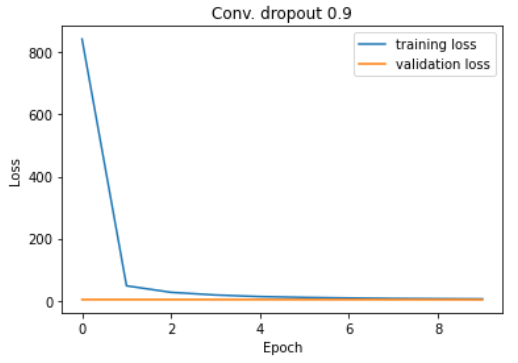 Conv. dropout 0.9
training loss
validation loss
800
600
400
200
0
Loss
0 2 4 6 8
Epoch